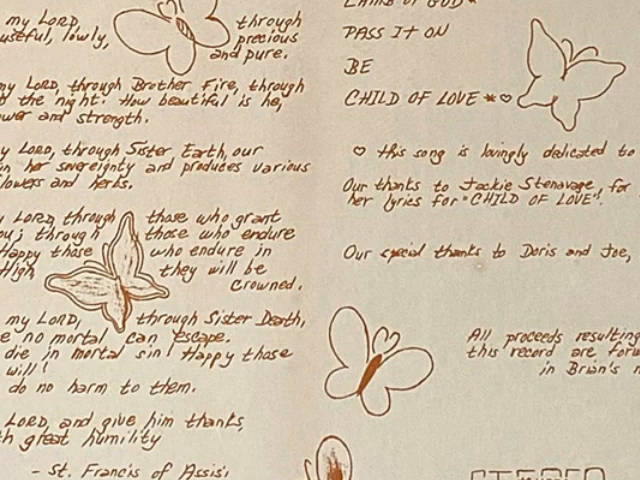 my LORD, through
lowly, precious
and pure.
my LORD, through Brother Fire, through
the night. How beautiful is he,
and strength.
LORD, through Sister Earth, our
in her sovereignty and produces various
and herbs.
LORD through those who grant
through those who endure
Happy those who endure in
High they will be
crowned.
my LORD, through Sister Death,
no mortal can escape.
die in mortal sin! Happy those
will!
do no harm to them.
LORD, and give him thanks,
great humility
- St. Francis of Assisi
LAMB OF GOD*
PASS IT ON
BE
CHILD OF LOVE *♡
♡ this song is lovingly dedicated to
Our thanks to Jackie Stenavage, for
her lyrics for "CHILD OF LOVE".
Our special thanks to Doris and Joe,
All proceeds resulting
this record are
in Brian's
STEREO